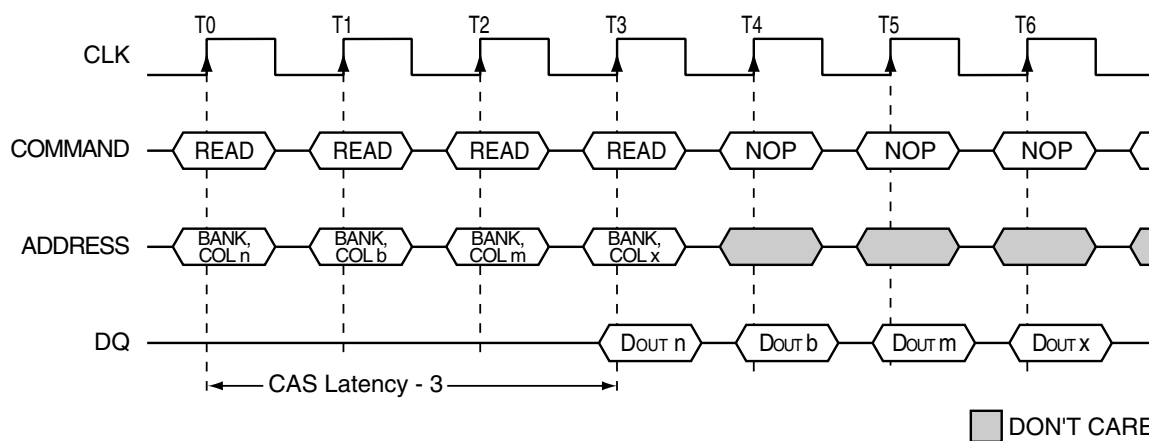 T0 T1 T2 T3 T4 T5 T6
CLK
COMMAND READ READ READ READ NOP NOP NOP
ADDRESS BANK, COL n BANK, COL b BANK, COL m BANK, COL x
DQ DOUT n DOUT b DOUT m DOUT x
CAS Latency - 3
DON'T CARE